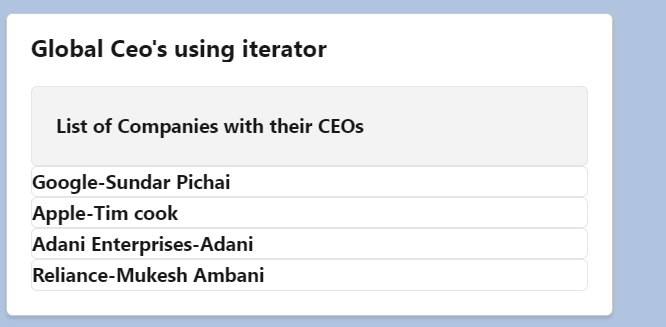 Global Ceo's using iterator
List of Companies with their CEOs
Google-Sundar Pichai
Apple-Tim cook
Adani Enterprises-Adani
Reliance-Mukesh Ambani